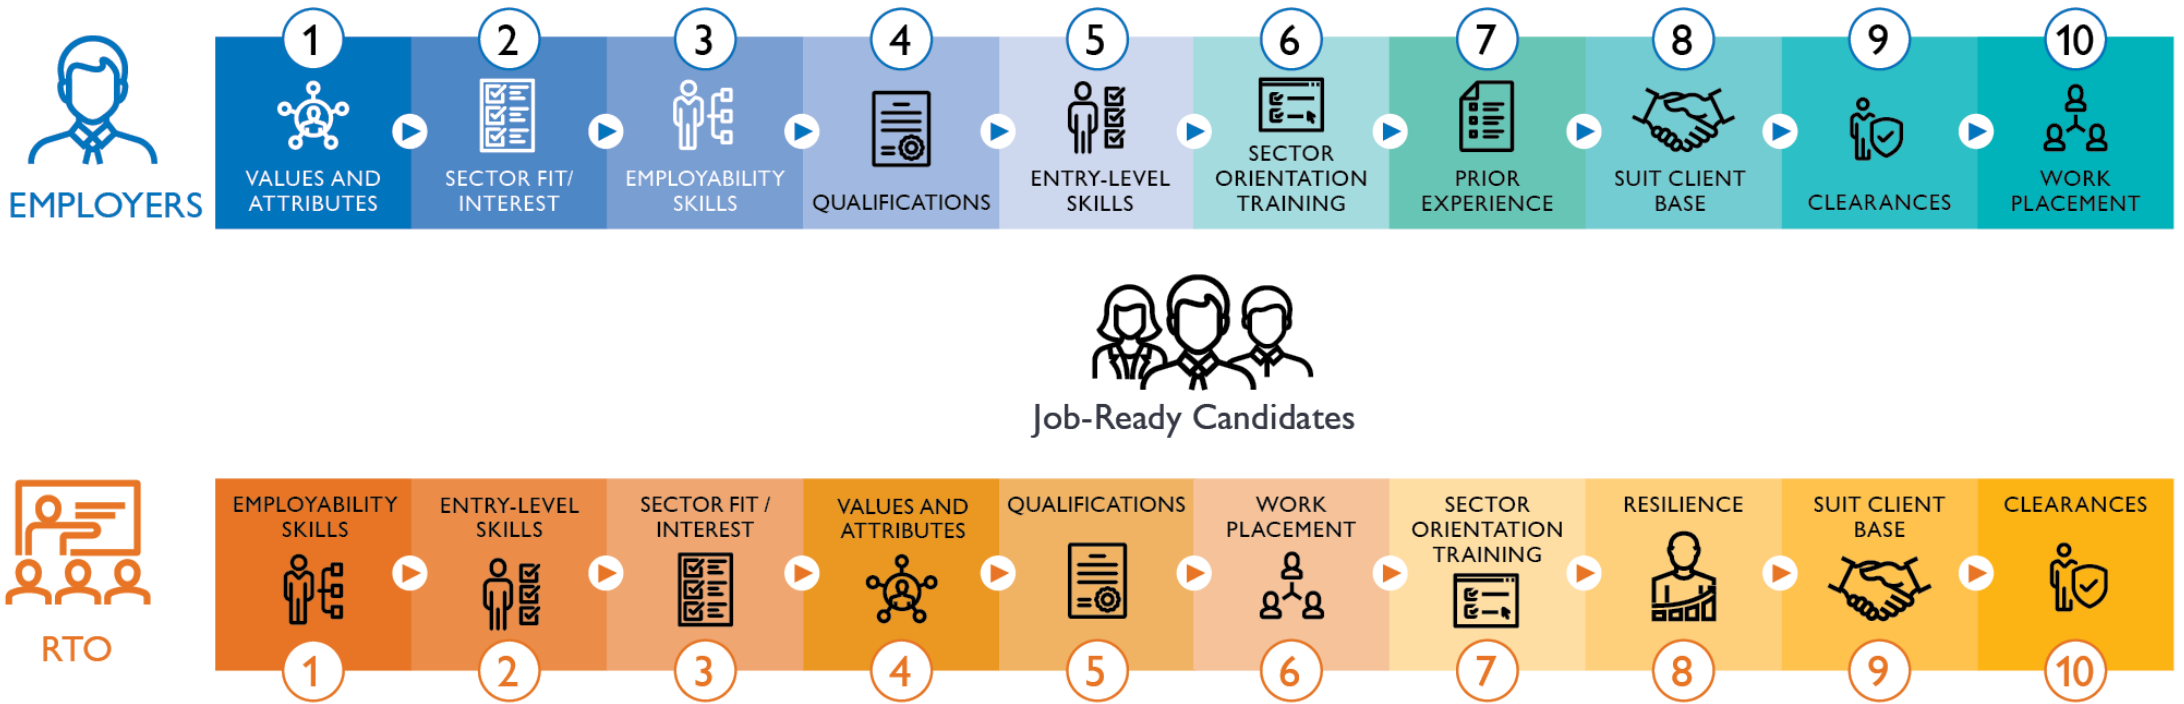 1
2
3
4
5
6
7
8
9
10
VALUES AND
ATTRIBUTES
SECTOR FIT/
INTEREST
EMPLOYABILITY
SKILLS
QUALIFICATIONS
ENTRY-LEVEL
SKILLS
SECTOR
ORIENTATION
TRAINING
PRIOR
EXPERIENCE
SUIT CLIENT
BASE
CLEARANCES
WORK
PLACEMENT
EMPLOYERS
Job-Ready Candidates
EMPLOYABILITY
SKILLS
ENTRY-LEVEL
SKILLS
SECTOR FIT /
INTEREST
VALUES AND
ATTRIBUTES
QUALIFICATIONS
WORK
PLACEMENT
SECTOR
ORIENTATION
TRAINING
RESILIENCE
SUIT CLIENT
BASE
CLEARANCES
RTO
1
2
3
4
5
6
7
8
9
10